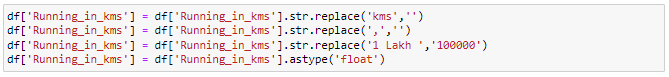 df['Running_in_kms'] = df['Running_in_kms'].str.replace('kms','')
df['Running_in_kms'] = df['Running_in_kms'].str.replace(',','')
df['Running_in_kms'] = df['Running_in_kms'].str.replace('1 Lakh ','100000')
df['Running_in_kms'] = df['Running_in_kms'].astype('float')